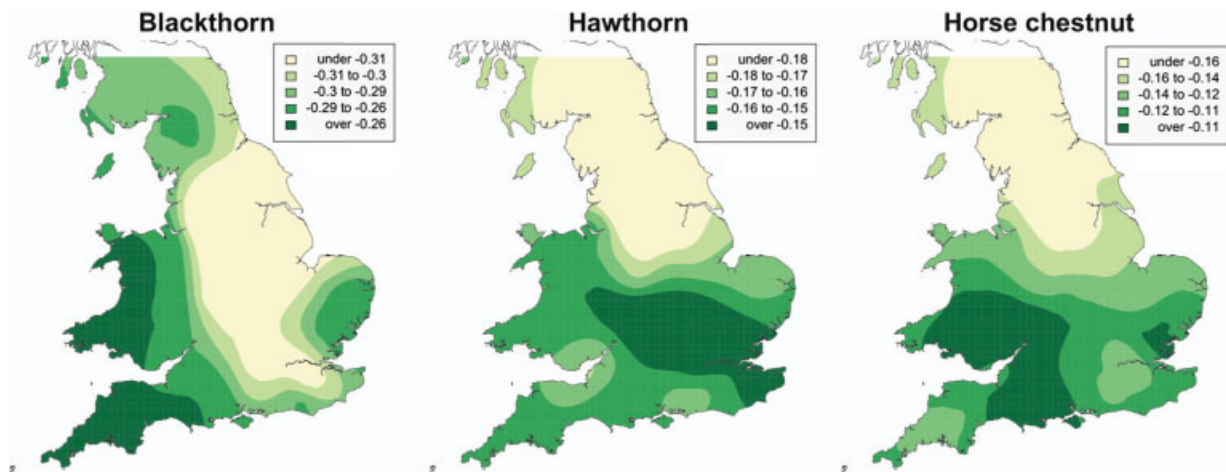 Blackthorn
under -0.31
-0.31 to -0.3
-0.3 to -0.29
-0.29 to -0.26
over -0.26
Hawthorn
under -0.18
-0.18 to -0.17
-0.17 to -0.16
-0.16 to -0.15
over -0.15
Horse chestnut
under -0.16
-0.16 to -0.14
-0.14 to -0.12
-0.12 to -0.11
over -0.11